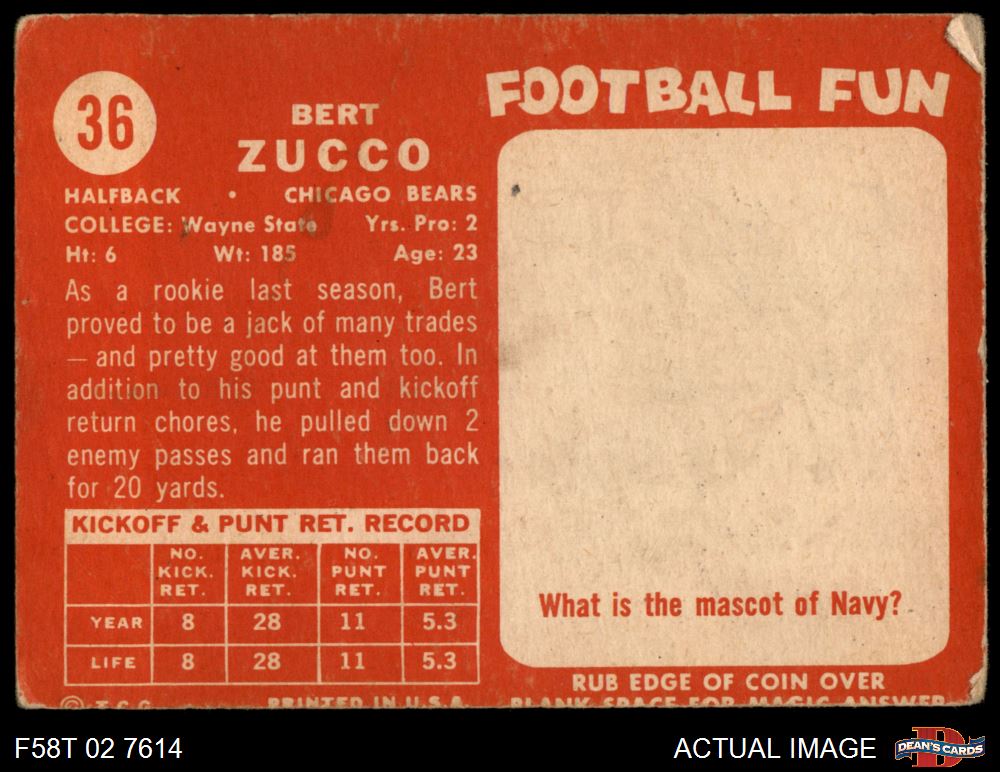 36
BERT
ZUCCO
HALFBACK • CHICAGO BEARS
COLLEGE: Wayne State Yrs. Pro: 2
Ht: 6 Wt: 185 Age: 23
As a rookie last season, Bert
proved to be a jack of many trades
— and pretty good at them too. In
addition to his punt and kickoff
return chores, he pulled down 2
enemy passes and ran them back
for 20 yards.
KICKOFF & PUNT RET. RECORD
NO. KICK. RET. AVER. KICK. RET. NO. PUNT RET. AVER. PUNT RET.
YEAR 8 28 11 5.3
LIFE 8 28 11 5.3
© T.C.G. PRINTED IN U.S.A.
FOOTBALL FUN
What is the mascot of Navy?
RUB EDGE OF COIN OVER
BLANK SPACE FOR MAGIC ANSWER
F58T 02 7614
ACTUAL IMAGE
D
DEAN'S CARDS